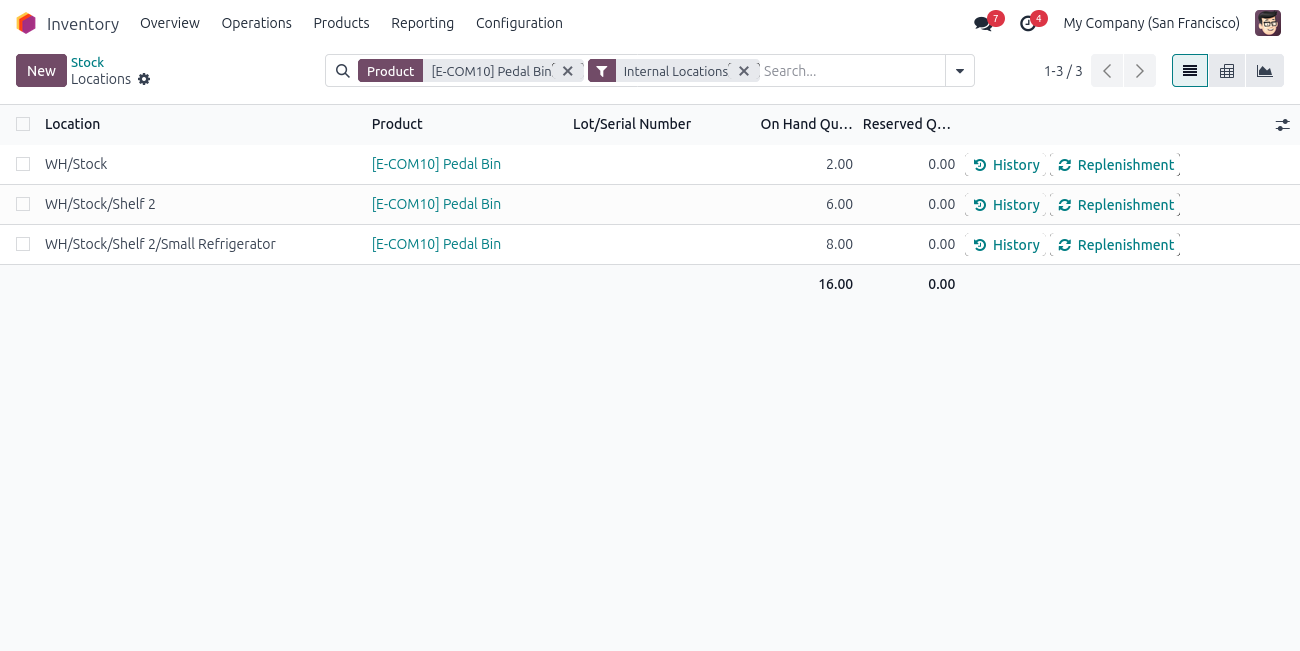 Inventory Overview Operations Products Reporting Configuration 7 4 My Company (San Francisco)
New Stock
Locations
Product [E-COM10] Pedal Bin Internal Locations Search... 1-3 / 3
Location Product Lot/Serial Number On Hand Qu... Reserved Q...
WH/Stock [E-COM10] Pedal Bin 2.00 0.00 History Replenishment
WH/Stock/Shelf 2 [E-COM10] Pedal Bin 6.00 0.00 History Replenishment
WH/Stock/Shelf 2/Small Refrigerator [E-COM10] Pedal Bin 8.00 0.00 History Replenishment
16.00 0.00